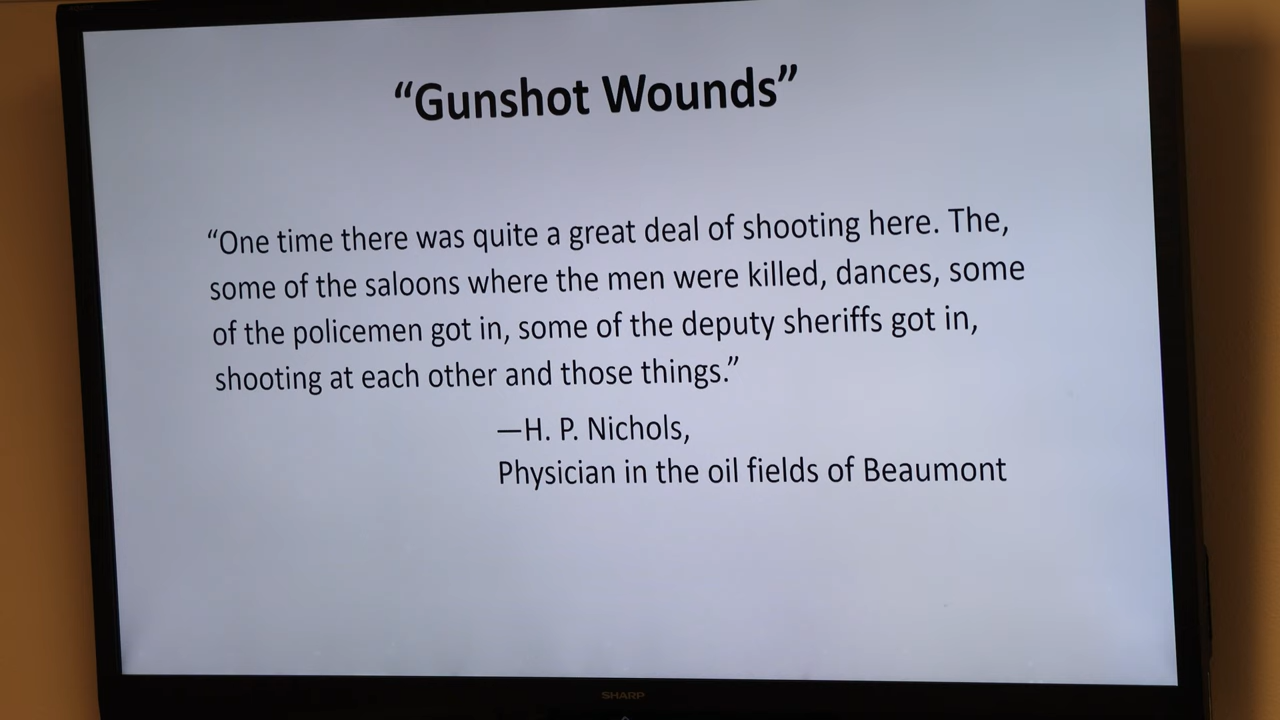 “Gunshot Wounds”
“One time there was quite a great deal of shooting here. The,
some of the saloons where the men were killed, dances, some
of the policemen got in, some of the deputy sheriffs got in,
shooting at each other and those things.”
—H. P. Nichols,
Physician in the oil fields of Beaumont
SHARP